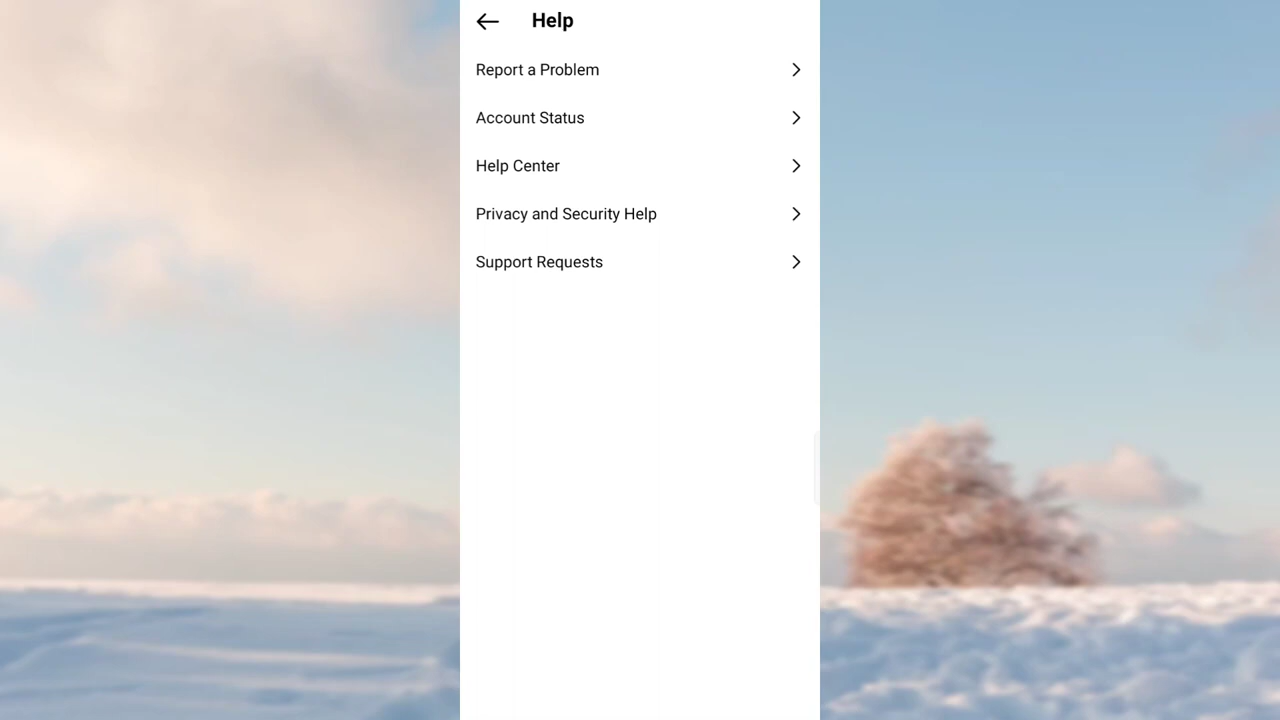 Help
Report a Problem
Account Status
Help Center
Privacy and Security Help
Support Requests